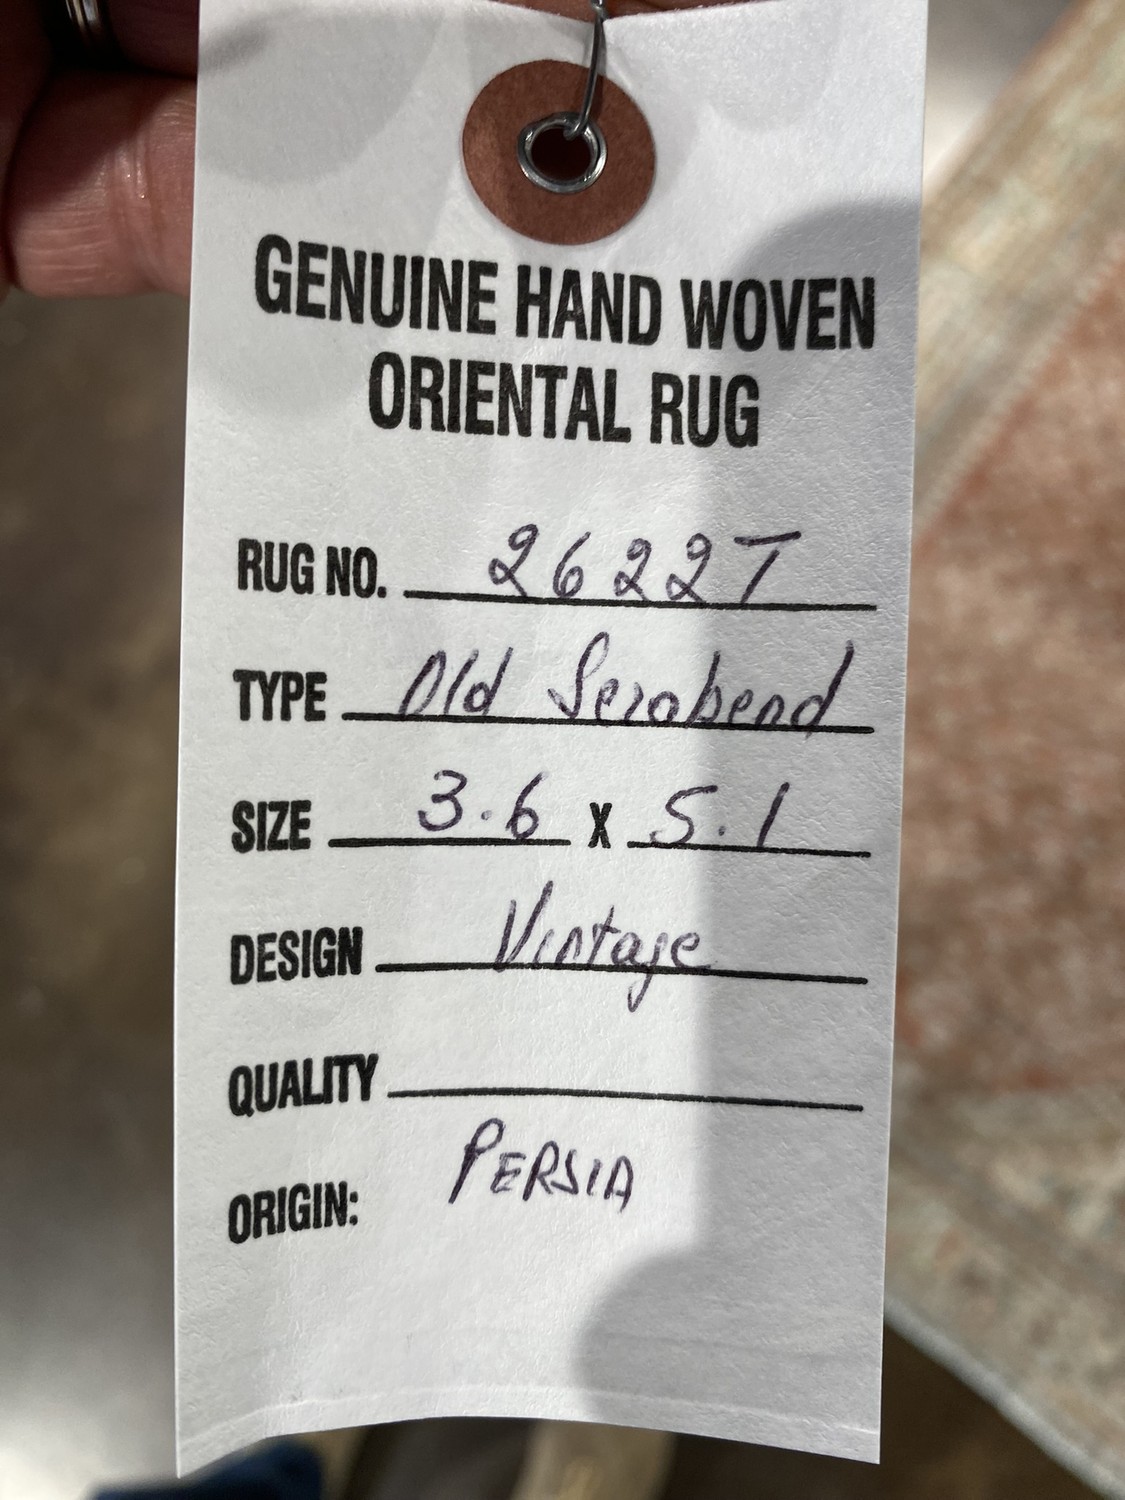 GENUINE HAND WOVEN
ORIENTAL RUG
RUG NO. 2622T
TYPE Old Serabend
SIZE 3.6 x 5.1
DESIGN Vintage
QUALITY
ORIGIN: PERSIA